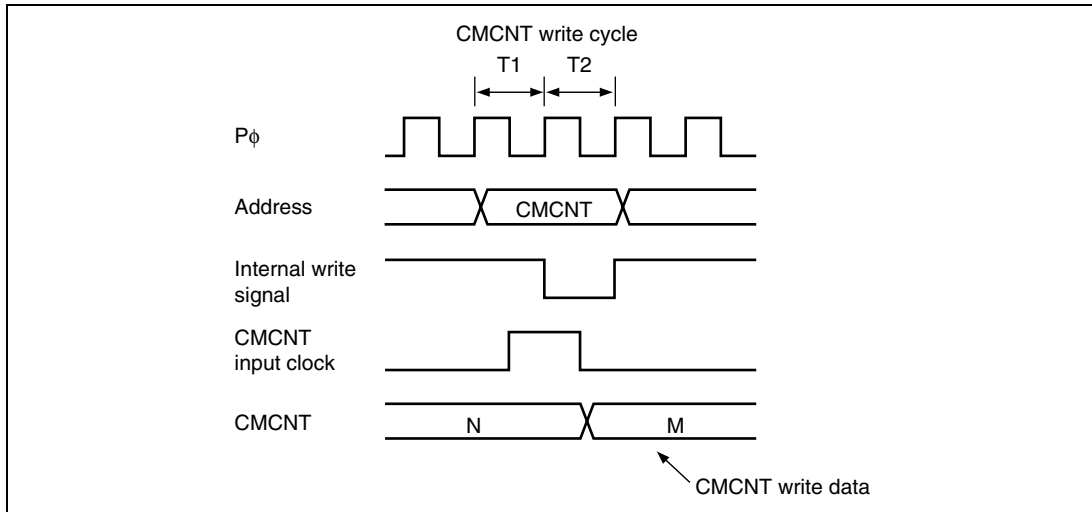 CMCNT write cycle
T1 T2
Pϕ
Address CMCNT
Internal write
signal
CMCNT
input clock
CMCNT N M
CMCNT write data